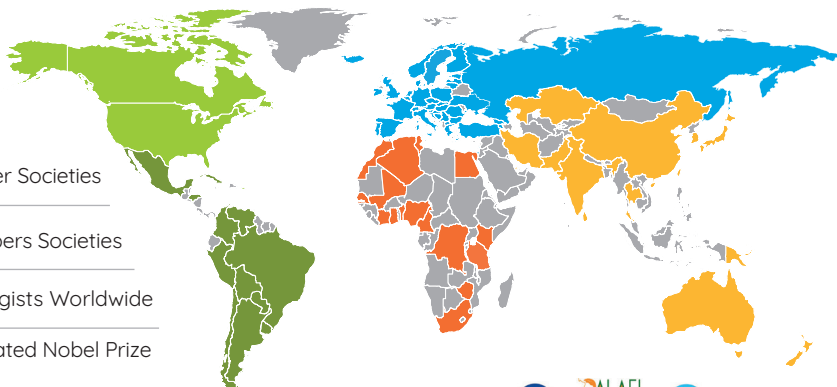 er Societies
bers Societies
gists Worldwide
ated Nobel Prize